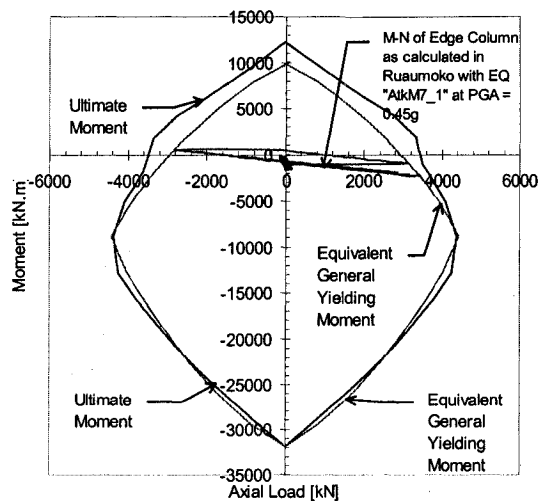 15000
10000
5000
0
-5000
-10000
-15000
-20000
-25000
-30000
-35000
-6000
-4000
-2000
0
2000
4000
6000
Moment [kN.m]
Axial Load [kN]
M-N of Edge Column
as calculated in
Ruaumoko with EQ
"AtkM7_1" at PGA =
0.45g
Ultimate
Moment
Equivalent
General
Yielding
Moment
Ultimate
Moment
Equivalent
General
Yielding
Moment